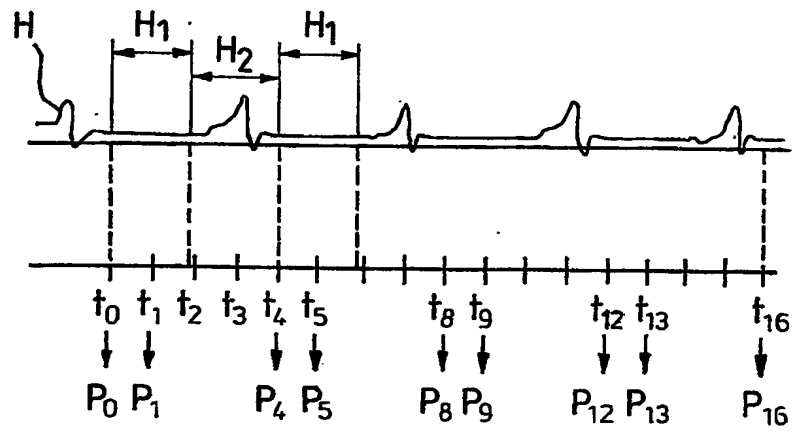 H H₁ H₂ H₁
t₀ t₁ t₂ t₃ t₄ t₅ t₈ t₉ t₁₂ t₁₃ t₁₆
P₀ P₁ P₄ P₅ P₈ P₉ P₁₂ P₁₃ P₁₆